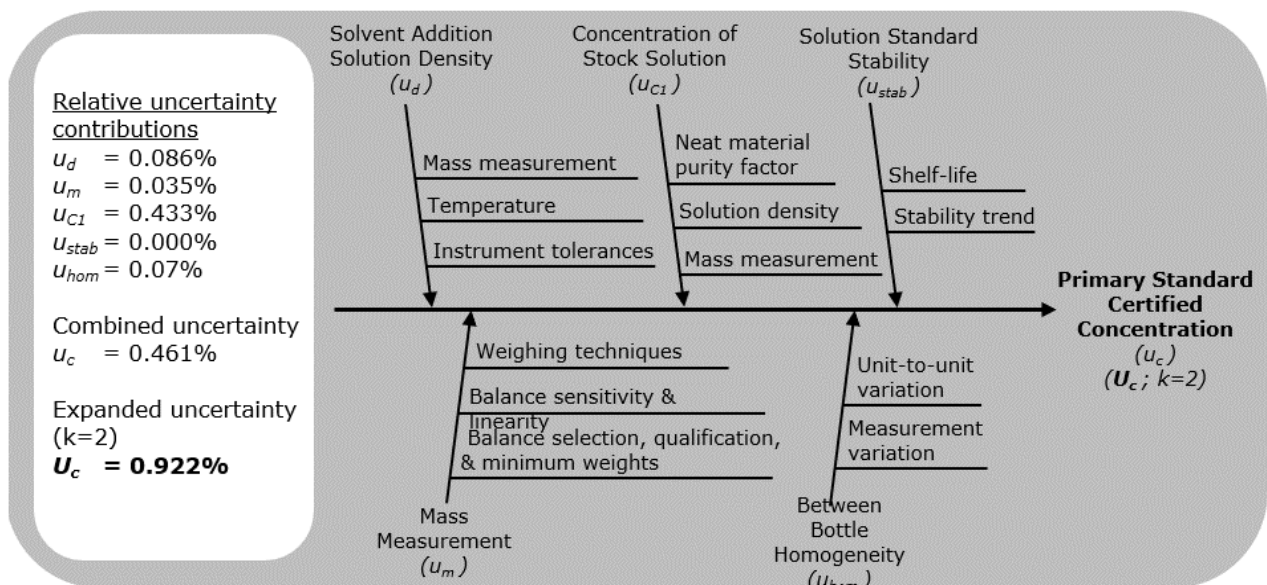 Relative uncertainty
contributions
u_d = 0.086%
u_m = 0.035%
u_C1 = 0.433%
u_stab = 0.000%
u_hom = 0.07%
Combined uncertainty
u_c = 0.461%
Expanded uncertainty
(k=2)
U_c = 0.922%
Solvent Addition
Solution Density
(u_d)
Mass measurement
Temperature
Instrument tolerances
Concentration of
Stock Solution
(u_C1)
Neat material
purity factor
Solution density
Mass measurement
Solution Standard
Stability
(u_stab)
Shelf-life
Stability trend
Weighing techniques
Balance sensitivity &
linearity
Balance selection, qualification,
& minimum weights
Mass
Measurement
(u_m)
Unit-to-unit
variation
Measurement
variation
Between
Bottle
Homogeneity
(u_hom)
Primary Standard
Certified
Concentration
(u_c)
(U_c; k=2)